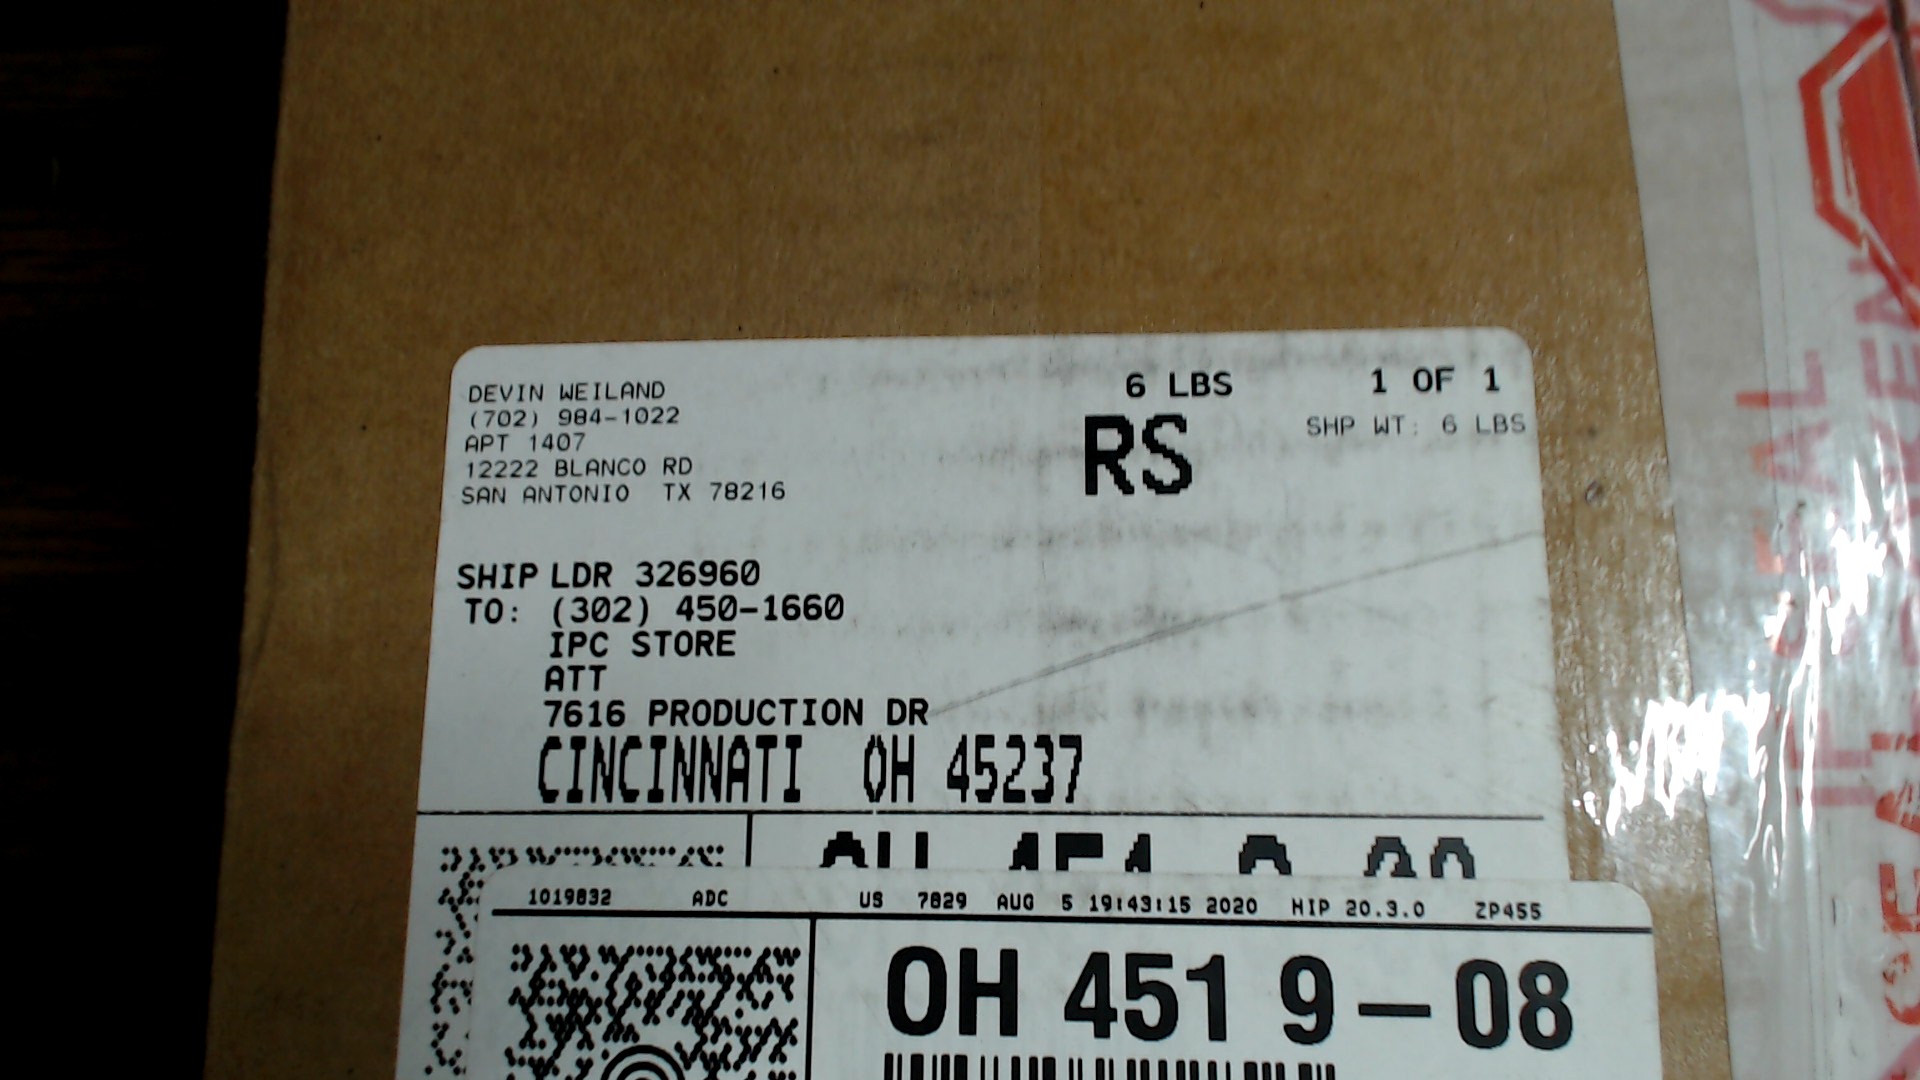 DEVIN WEILAND
(702) 984-1022
APT 1407
12222 BLANCO RD
SAN ANTONIO TX 78216
6 LBS
1 OF 1
RS
SHP WT: 6 LBS
SHIP LDR 326960
TO: (302) 450-1660
IPC STORE
ATT
7616 PRODUCTION DR
CINCINNATI OH 45237
1019832 ADC US 7829 AUG 5 19:43:15 2020 HIP 20.3.0 ZP455
OH 451 9-08